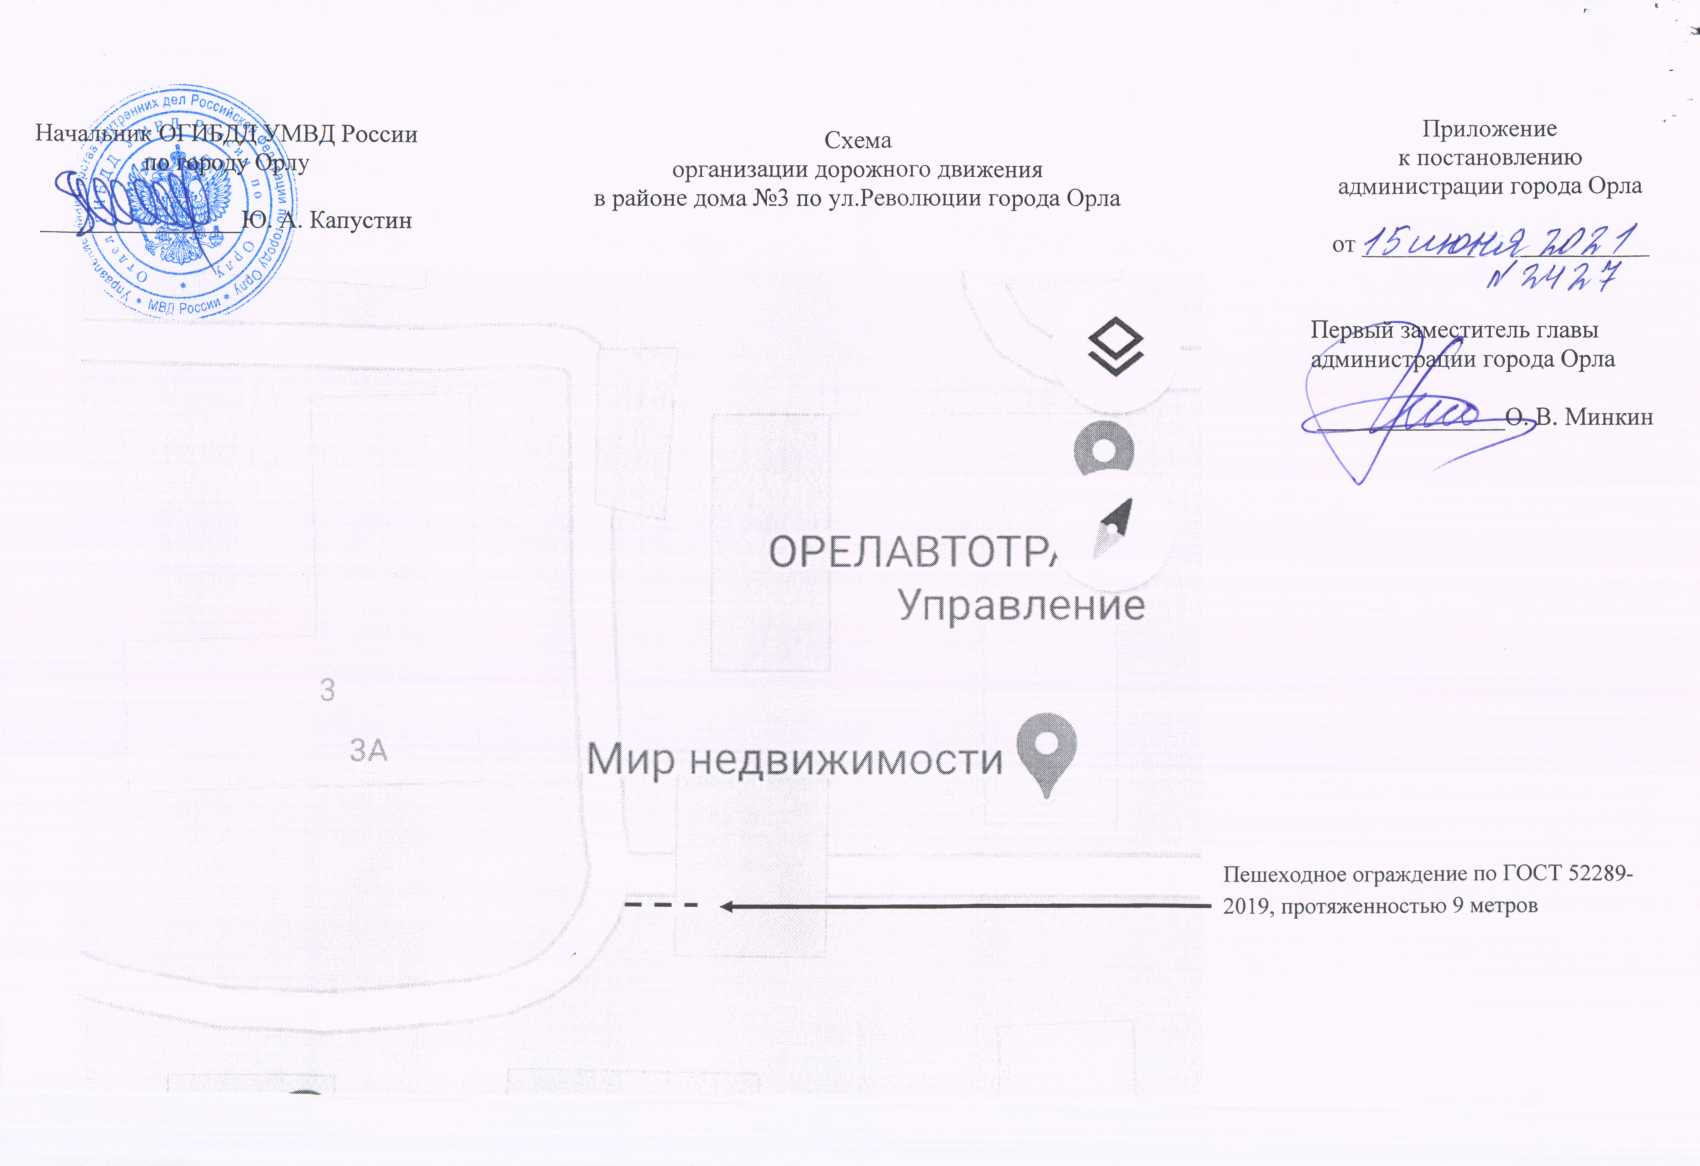 Начальник ОГИБДД УМВД России
по городу Орлу
Ю. А. Капустин
МВД России
Схема
организации дорожного движения
в районе дома №3 по ул.Революции города Орла
Приложение
к постановлению
администрации города Орла
от 15 июня 2021
N 2427
Первый заместитель главы
администрации города Орла
О. В. Минкин
ОРЕЛАВТОТРА
Управление
3
3А
Мир недвижимости
Пешеходное ограждение по ГОСТ 52289-
2019, протяженностью 9 метров